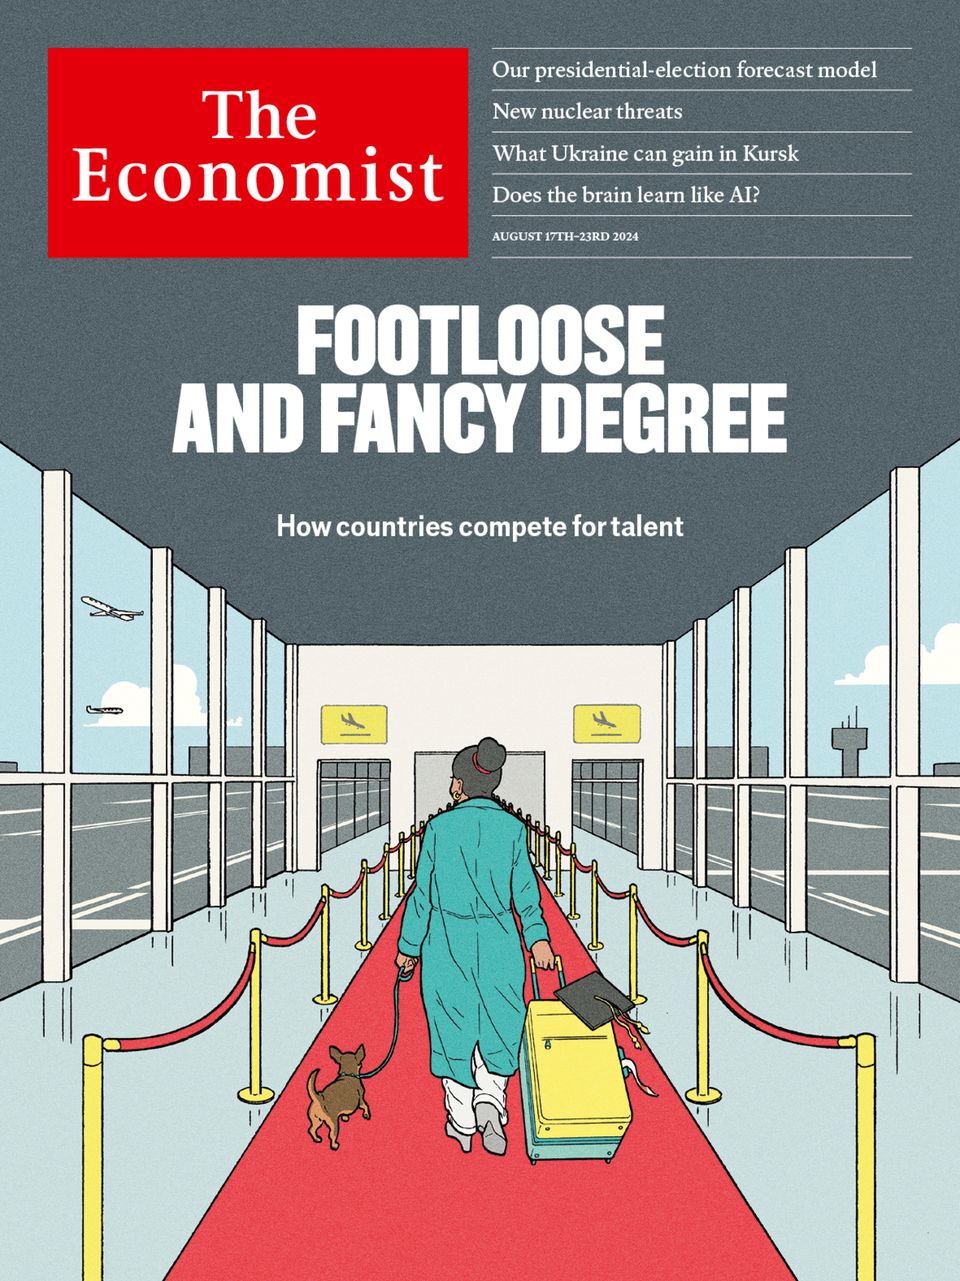 The
Economist
Our presidential-election forecast model
New nuclear threats
What Ukraine can gain in Kursk
Does the brain learn like AI?
AUGUST 17TH–23RD 2024
FOOTLOOSE
AND FANCY DEGREE
How countries compete for talent